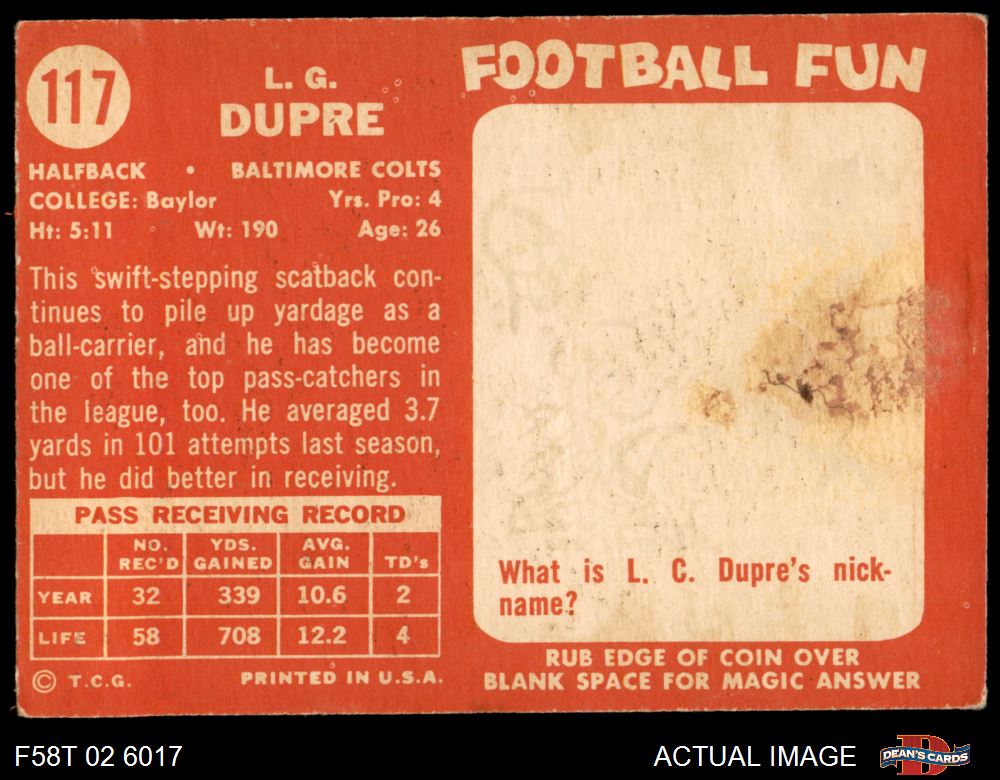 117
L. G.
DUPRE
HALFBACK • BALTIMORE COLTS
COLLEGE: Baylor Yrs. Pro: 4
Ht: 5:11 Wt: 190 Age: 26
This swift-stepping scatback con-
tinues to pile up yardage as a
ball-carrier, and he has become
one of the top pass-catchers in
the league, too. He averaged 3.7
yards in 101 attempts last season,
but he did better in receiving.
PASS RECEIVING RECORD
NO. REC'D YDS. GAINED AVG. GAIN TD's
YEAR 32 339 10.6 2
LIFE 58 708 12.2 4
© T.C.G. PRINTED IN U.S.A.
FOOTBALL FUN
What is L. C. Dupre's nick-
name?
RUB EDGE OF COIN OVER
BLANK SPACE FOR MAGIC ANSWER
F58T 02 6017
ACTUAL IMAGE
DEAN'S CARDS